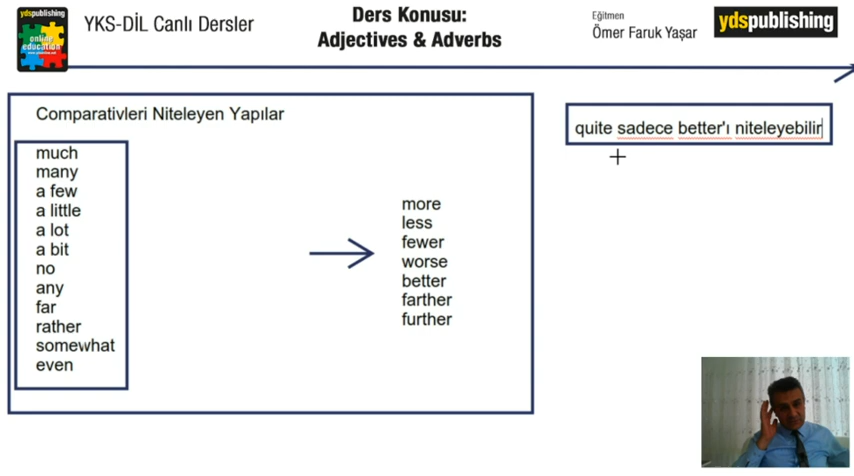 ydspublishing
online
education
YKS-DİL Canlı Dersler
Ders Konusu:
Adjectives & Adverbs
Eğitmen
Ömer Faruk Yaşar
ydspublishing
Comparativleri Niteleyen Yapılar
much
many
a few
a little
a lot
a bit
no
any
far
rather
somewhat
even
more
less
fewer
worse
better
farther
further
quite sadece better'ı niteleyebilir